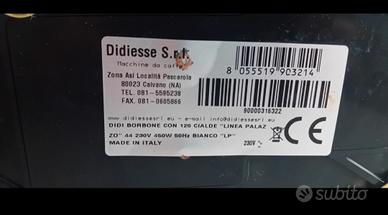 Didiesse S.r.l.
Macchine da caffè
Zona Asi Località Pascarola
80023 Caivano (NA)
TEL. 081-5595238
FAX. 081-0605866
8 055519 903214
90000316322
www.didiessesrl.eu - e-mail info@didiessesrl.eu
DIDI BORBONE CON 120 CIALDE "LINEA PALAZ
ZO" 44 230V 450W 50Hz BIANCO "LP"
MADE IN ITALY
230V ~
CE
subito